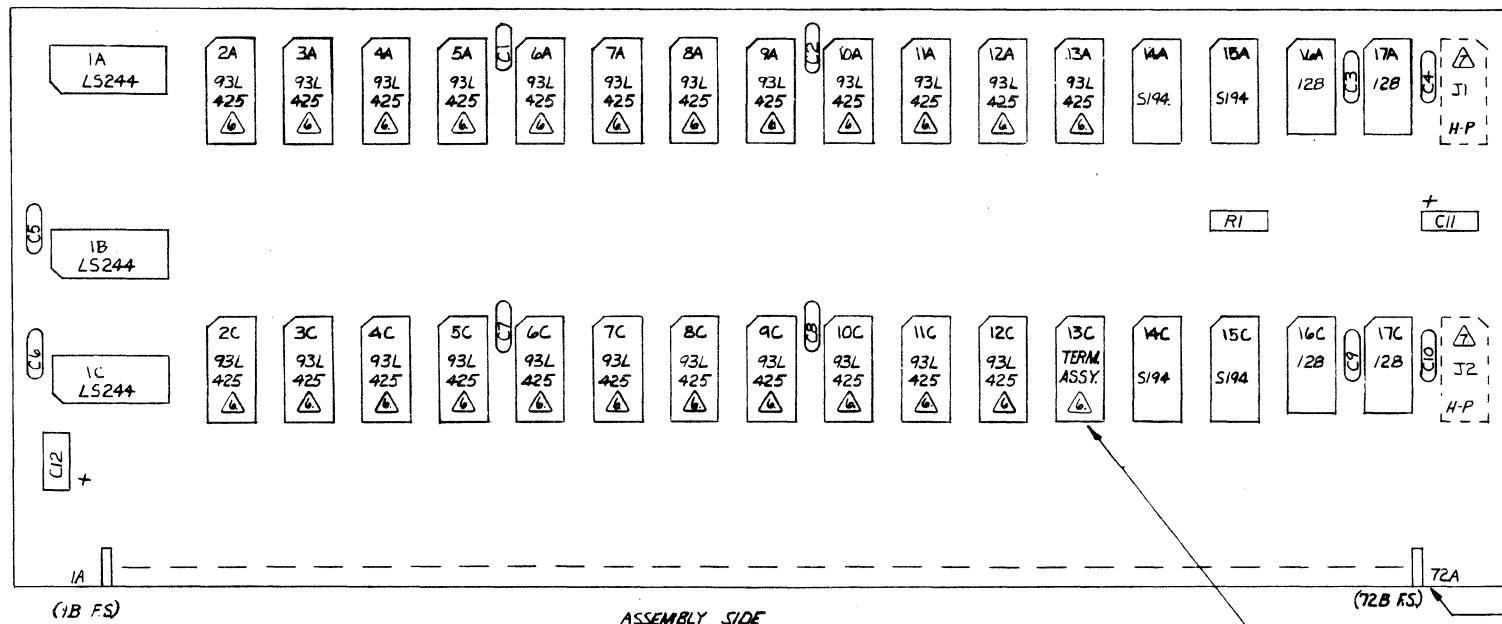 1A 2A 3A 4A 5A C1 6A 7A 8A 9A C2 10A 11A 12A 13A 14A 15A 16A C3 17A C4 7
LS244 93L 93L 93L 93L 93L 93L 93L 93L 93L 93L 93L 93L S194. S194 128 128 J1
425 425 425 425 425 425 425 425 425 425 425 425 H-P
6. 6. 6. 6. 6. 6. 6. 6. 6. 6. 6. 6.
C5 1B R1 + C11
LS244
C6 1C 2C 3C 4C 5C C7 6C 7C 8C 9C C8 10C 11C 12C 13C 14C 15C 16C C9 17C C10 7
LS244 93L 93L 93L 93L 93L 93L 93L 93L 93L 93L 93L TERM. S194 S194 128 128 J2
425 425 425 425 425 425 425 425 425 425 425 ASSY. H-P
6. 6. 6. 6. 6. 6. 6. 6. 6. 6. 6. 6.
C12 +
1A 72A
(1B F.S.) (72B F.S.)
ASSEMBLY SIDE